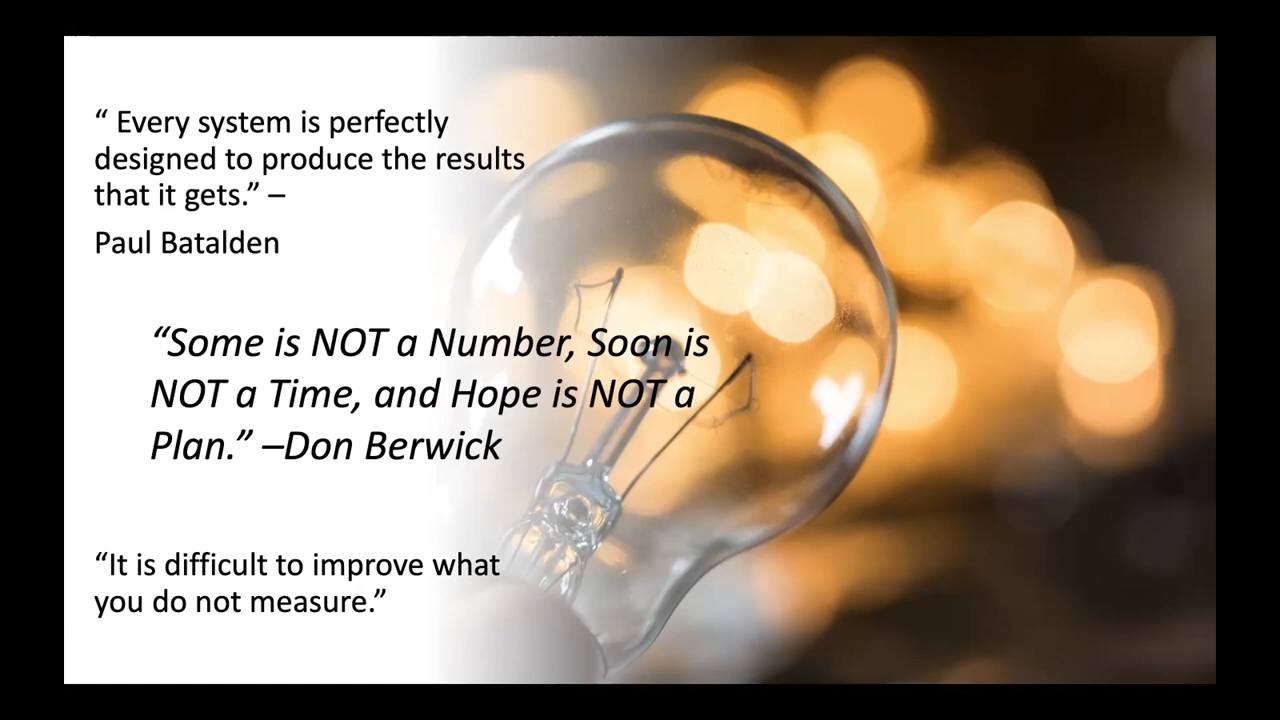 “ Every system is perfectly
designed to produce the results
that it gets.” –
Paul Batalden
“Some is NOT a Number, Soon is
NOT a Time, and Hope is NOT a
Plan.” –Don Berwick
“It is difficult to improve what
you do not measure.”